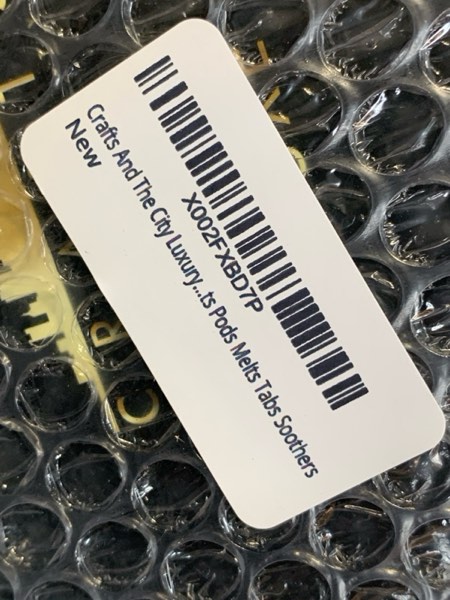 X002FXBD7P
Crafts And The City Luxury...ts Pods Melts Tabs Soothers
New